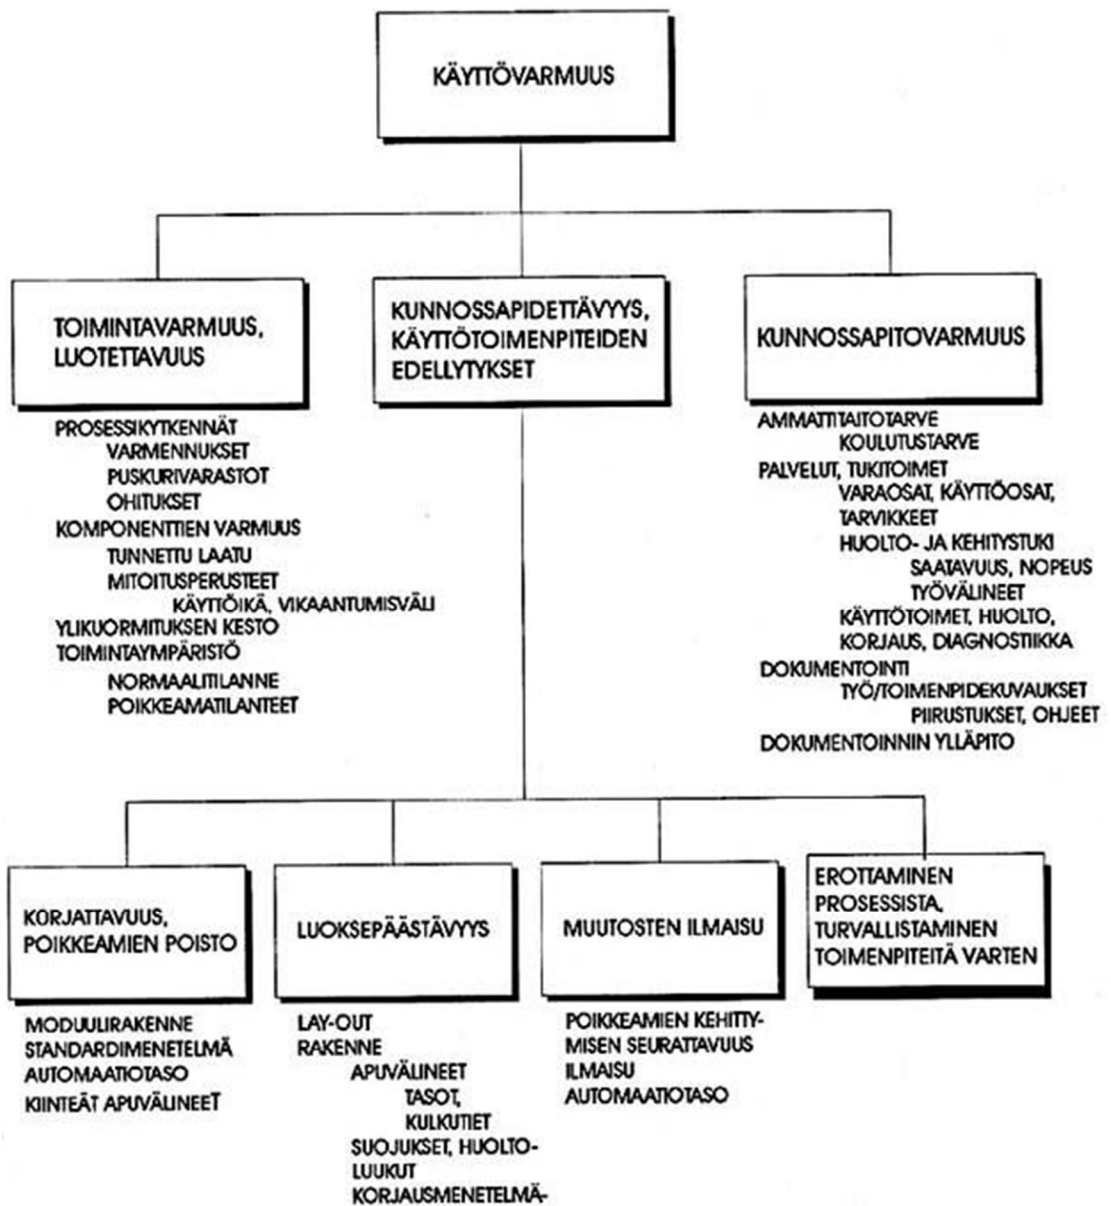 KÄYTTÖVARMUUS
TOIMINTAVARMUUS,
LUOTETTAVUUS
PROSESSIKYTKENNÄT
VARMENNUKSET
PUSKURIVARASTOT
OHITUKSET
KOMPONENTTIEN VARMUUS
TUNNETTU LAATU
MITOITUSPERUSTEET
KÄYTTÖIKÄ, VIKAANTUMISVÄLI
YLIKUORMITUKSEN KESTO
TOIMINTAYMPÄRISTÖ
NORMAALITILANNE
POIKKEAMATILANTEET
KUNNOSSAPIDETTÄVYYS,
KÄYTTÖTOIMENPITEIDEN
EDELLYTYKSET
KUNNOSSAPITOVARMUUS
AMMATTITAITOTARVE
KOULUTUSTARVE
PALVELUT, TUKITOIMET
VARAOSAT, KÄYTTÖOSAT,
TARVIKKEET
HUOLTO- JA KEHITYSTUKI
SAATAVUUS, NOPEUS
TYÖVÄLINEET
KÄYTTÖTOIMET, HUOLTO,
KORJAUS, DIAGNOSTIIKKA
DOKUMENTOINTI
TYÖ/TOIMENPIDEKUVAUKSET
PIIRUSTUKSET, OHJEET
DOKUMENTOINNIN YLLÄPITO
KORJATTAVUUS,
POIKKEAMIEN POISTO
MODUULIRAKENNE
STANDARDIMENETELMÄ
AUTOMAATIOTASO
KIINTEÄT APUVÄLINEET
LUOKSEPÄÄSTÄVYYS
LAY-OUT
RAKENNE
APUVÄLINEET
TASOT,
KULKUTIET
SUOJUKSET, HUOLTO-
LUUKUT
KORJAUSMENETELMÄ-
MUUTOSTEN ILMAISU
POIKKEAMIEN KEHITTY-
MISEN SEURATTAVUUS
ILMAISU
AUTOMAATIOTASO
EROTTAMINEN
PROSESSISTA,
TURVALLISTAMINEN
TOIMENPITEITÄ VARTEN